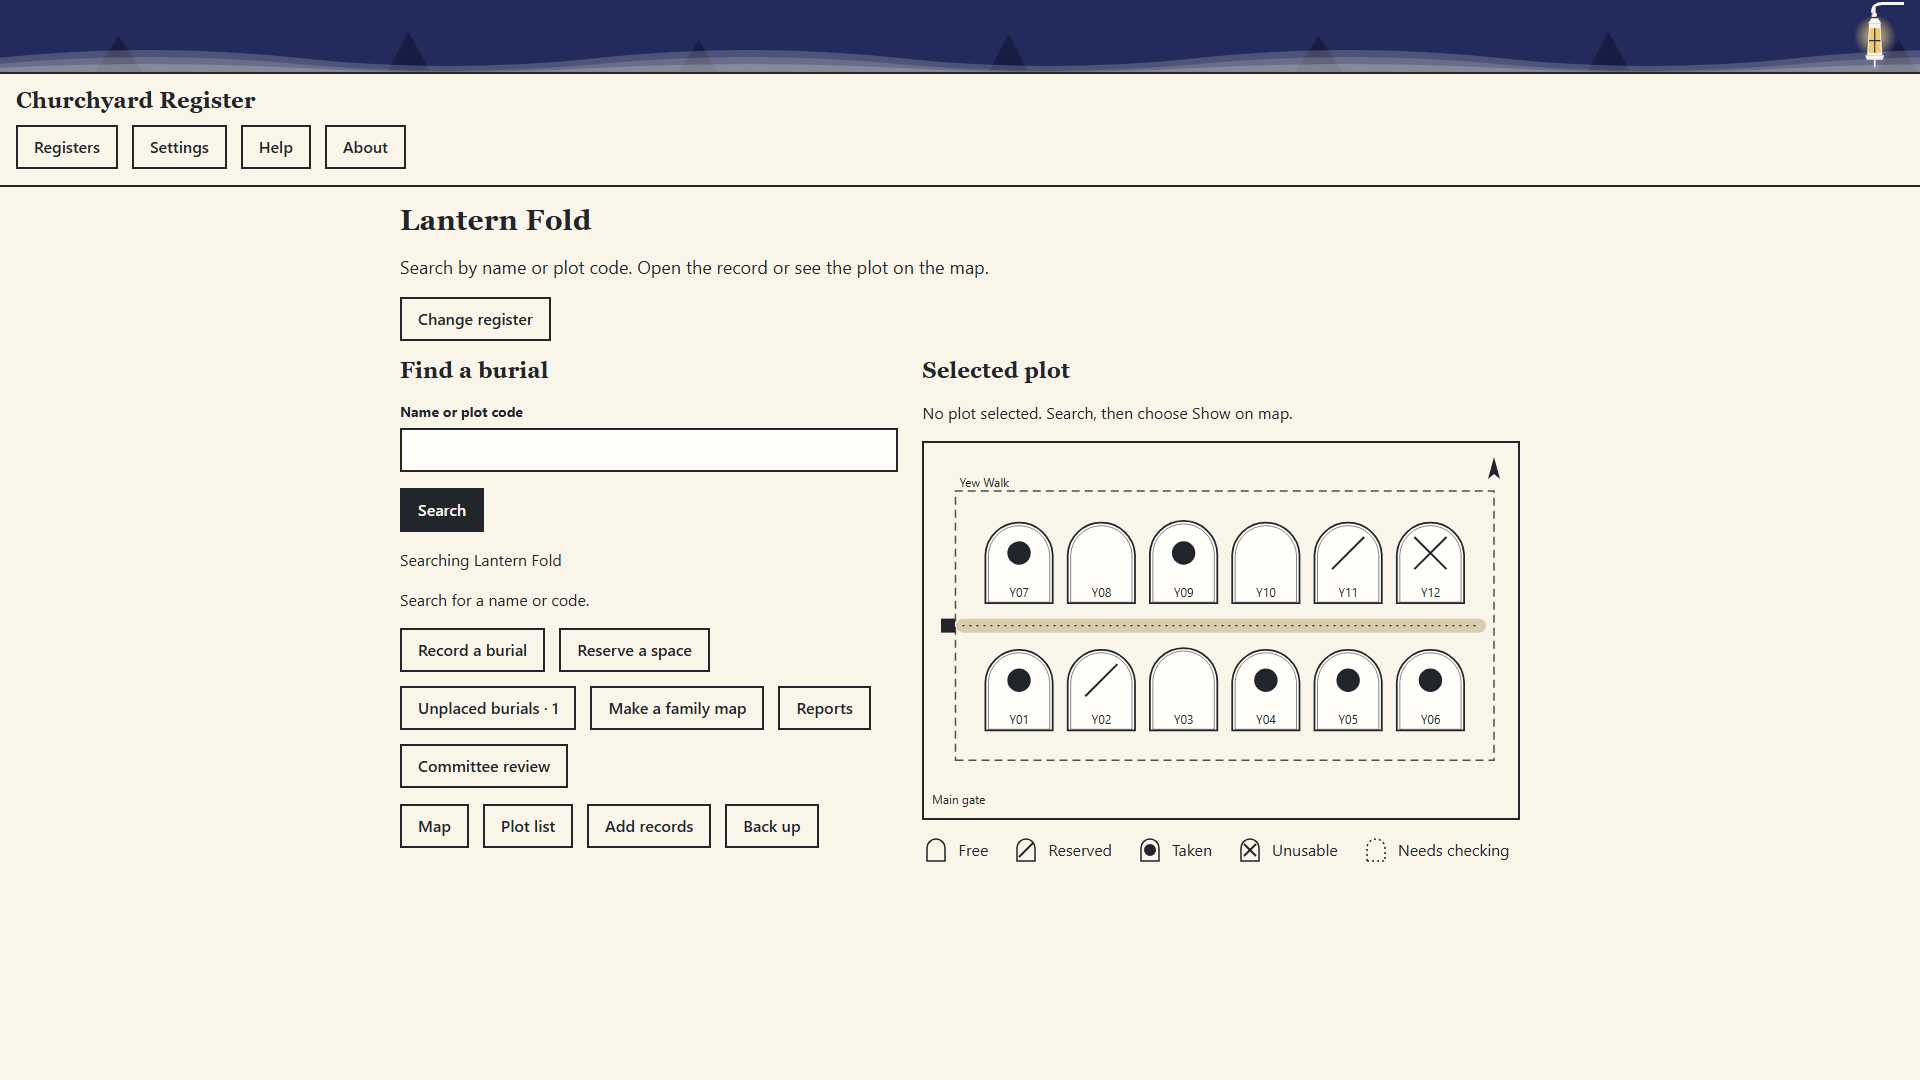 Churchyard Register
Registers Settings Help About
Lantern Fold
Search by name or plot code. Open the record or see the plot on the map.
Change register
Find a burial
Name or plot code
Search
Searching Lantern Fold
Search for a name or code.
Record a burial Reserve a space
Unplaced burials · 1 Make a family map Reports
Committee review
Map Plot list Add records Back up
Selected plot
No plot selected. Search, then choose Show on map.
Yew Walk
Y07 Y08 Y09 Y10 Y11 Y12
Y01 Y02 Y03 Y04 Y05 Y06
Main gate
Free Reserved Taken Unusable Needs checking